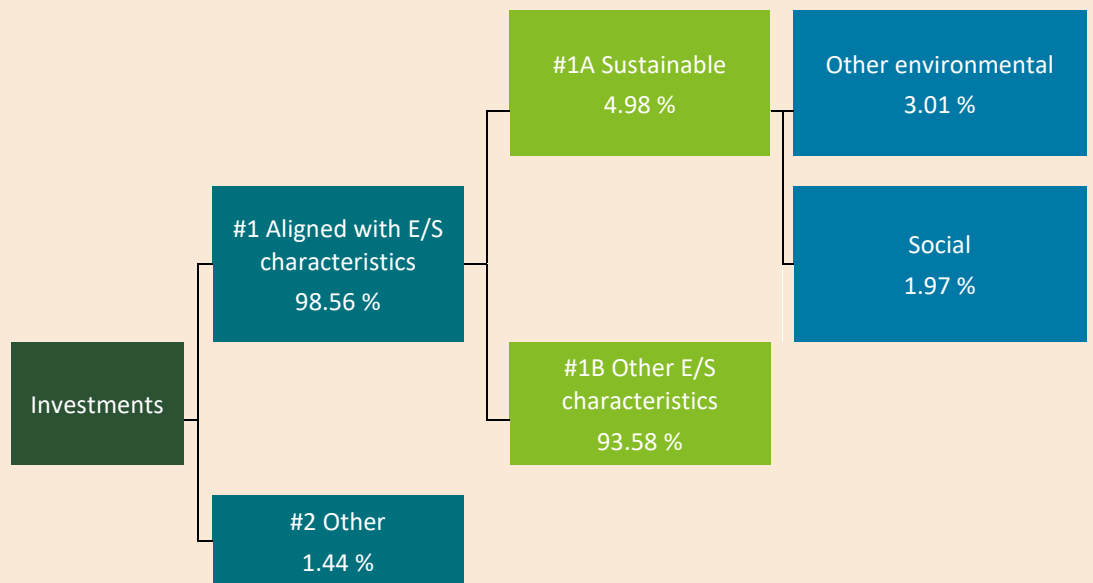 Investments
#1 Aligned with E/S
characteristics
98.56 %
#2 Other
1.44 %
#1A Sustainable
4.98 %
#1B Other E/S
characteristics
93.58 %
Other environmental
3.01 %
Social
1.97 %